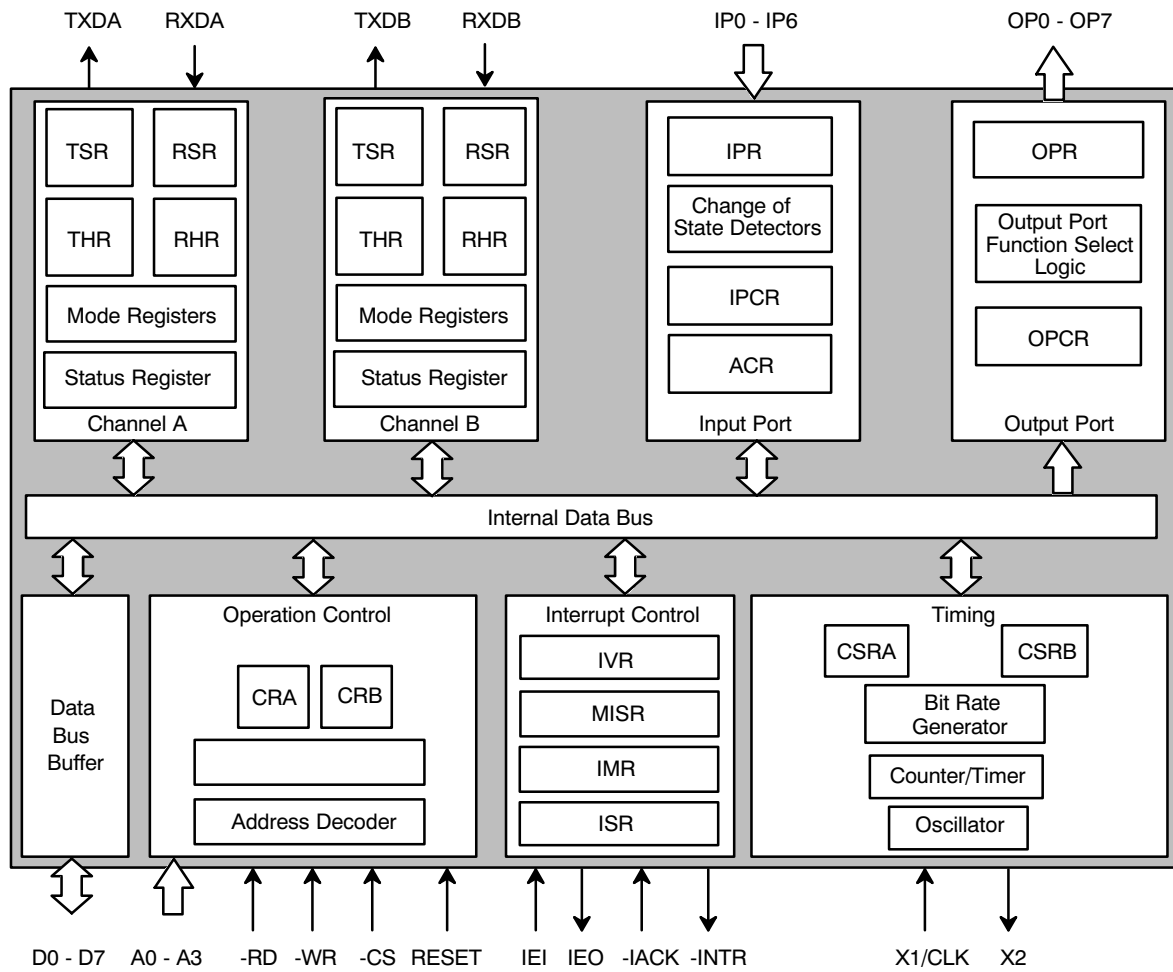 TXDA RXDA TXDB RXDB IP0 - IP6 OP0 - OP7
TSR RSR
THR RHR
Mode Registers
Status Register
Channel A
TSR RSR
THR RHR
Mode Registers
Status Register
Channel B
IPR
Change of
State Detectors
IPCR
ACR
Input Port
OPR
Output Port
Function Select
Logic
OPCR
Output Port
Internal Data Bus
Data
Bus
Buffer
Operation Control
CRA CRB
Address Decoder
Interrupt Control
IVR
MISR
IMR
ISR
Timing
CSRA CSRB
Bit Rate
Generator
Counter/Timer
Oscillator
D0 - D7 A0 - A3 -RD -WR -CS RESET IEI IEO -IACK -INTR X1/CLK X2